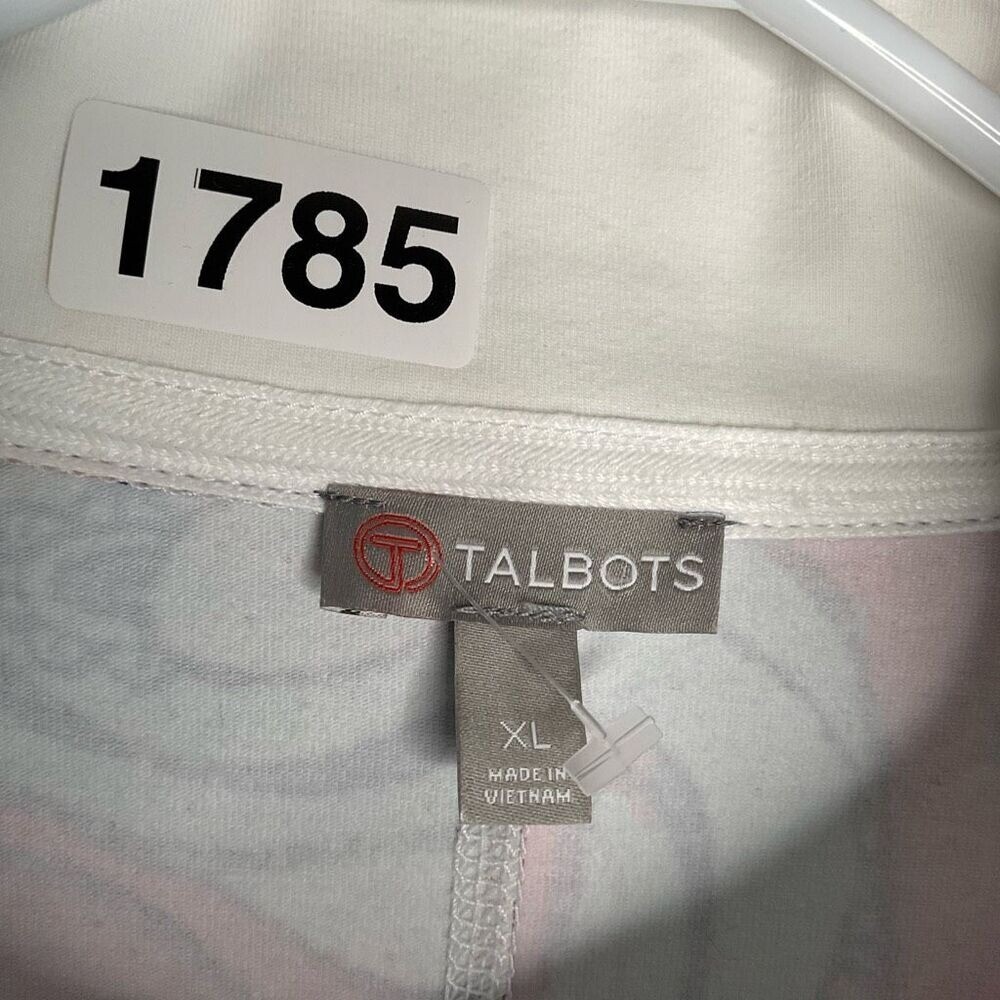 1785
TALBOTS
XL
MADE IN
VIETNAM